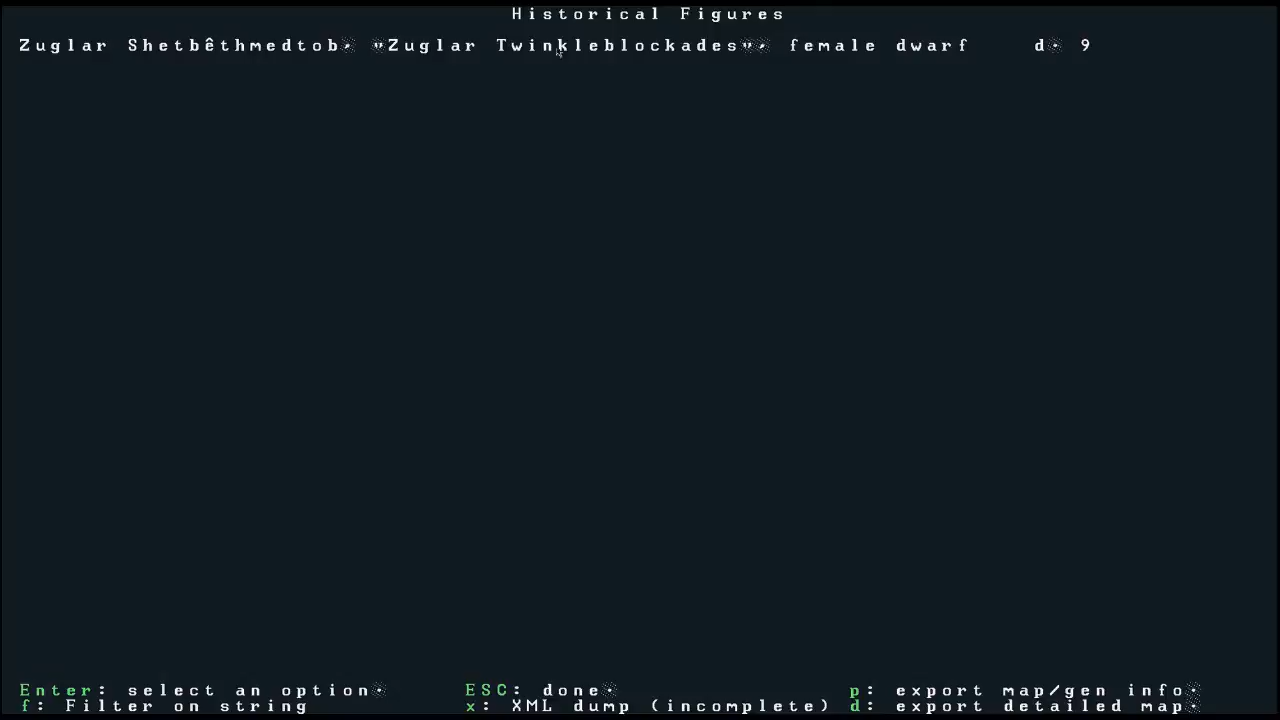 Historical Figures
Zuglar Shetbêthmedtob, "Zuglar Twinkleblockades", female dwarf d. 9
Enter: select an option. ESC: done. p: export map/gen info.
f: Filter on string x: XML dump (incomplete) d: export detailed map.